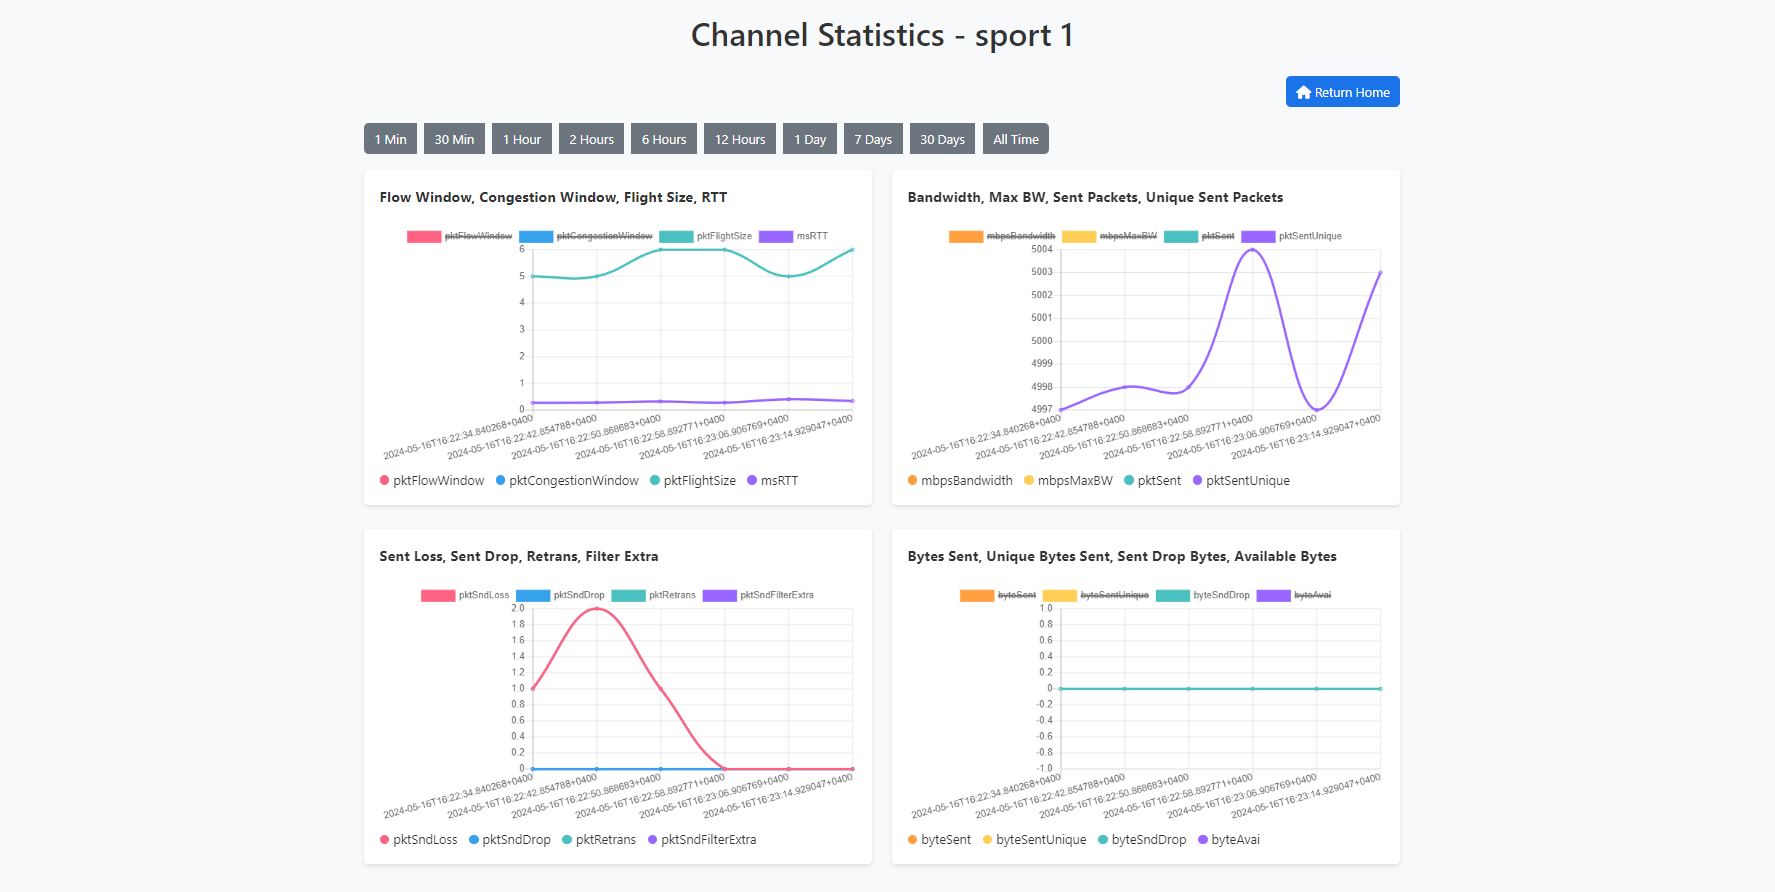 Channel Statistics - sport 1
Return Home
1 Min 30 Min 1 Hour 2 Hours 6 Hours 12 Hours 1 Day 7 Days 30 Days All Time
Flow Window, Congestion Window, Flight Size, RTT
pktFlowWindow pktCongestionWindow pktFlightSize msRTT
6
5
4
3
2
1
0
2024-05-16T16:22:34.840268+0400
2024-05-16T16:22:42.854788+0400
2024-05-16T16:22:50.868683+0400
2024-05-16T16:22:58.892771+0400
2024-05-16T16:23:06.906769+0400
2024-05-16T16:23:14.929047+0400
pktFlowWindow pktCongestionWindow pktFlightSize msRTT
Bandwidth, Max BW, Sent Packets, Unique Sent Packets
mbpsBandwidth mbpsMaxBW pktSent pktSentUnique
5004
5003
5002
5001
5000
4999
4998
4997
2024-05-16T16:22:34.840268+0400
2024-05-16T16:22:42.854788+0400
2024-05-16T16:22:50.868683+0400
2024-05-16T16:22:58.892771+0400
2024-05-16T16:23:06.906769+0400
2024-05-16T16:23:14.929047+0400
mbpsBandwidth mbpsMaxBW pktSent pktSentUnique
Sent Loss, Sent Drop, Retrans, Filter Extra
pktSndLoss pktSndDrop pktRetrans pktSndFilterExtra
2.0
1.8
1.6
1.4
1.2
1.0
0.8
0.6
0.4
0.2
0
2024-05-16T16:22:34.840268+0400
2024-05-16T16:22:42.854788+0400
2024-05-16T16:22:50.868683+0400
2024-05-16T16:22:58.892771+0400
2024-05-16T16:23:06.906769+0400
2024-05-16T16:23:14.929047+0400
pktSndLoss pktSndDrop pktRetrans pktSndFilterExtra
Bytes Sent, Unique Bytes Sent, Sent Drop Bytes, Available Bytes
byteSent byteSentUnique byteSndDrop byteAvai
1.0
0.8
0.6
0.4
0.2
0
-0.2
-0.4
-0.6
-0.8
-1.0
2024-05-16T16:22:34.840268+0400
2024-05-16T16:22:42.854788+0400
2024-05-16T16:22:50.868683+0400
2024-05-16T16:22:58.892771+0400
2024-05-16T16:23:06.906769+0400
2024-05-16T16:23:14.929047+0400
byteSent byteSentUnique byteSndDrop byteAvai